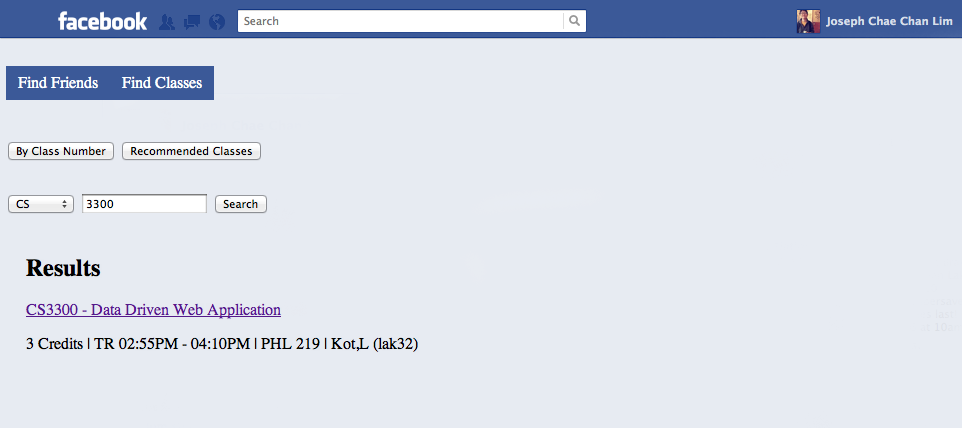 facebook Search Joseph Chae Chan Lim
Find Friends Find Classes
By Class Number Recommended Classes
CS 3300 Search
Results
CS3300 - Data Driven Web Application
3 Credits | TR 02:55PM - 04:10PM | PHL 219 | Kot,L (lak32)